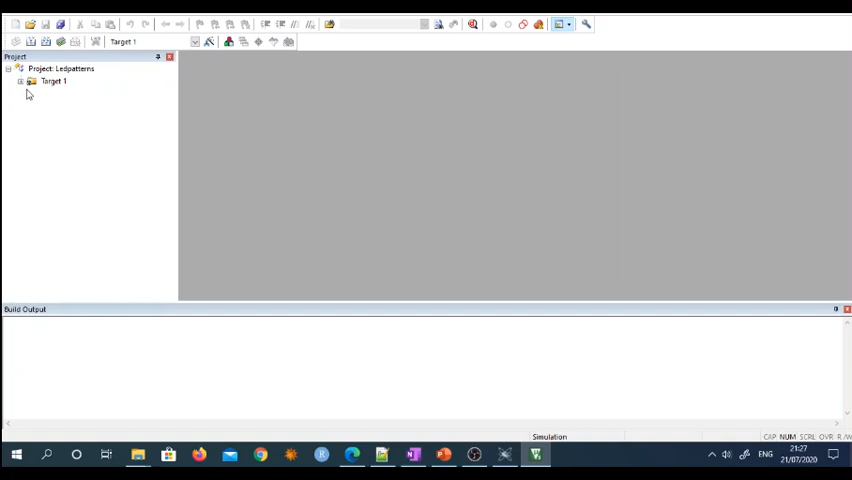 Target 1
Project
Project: Ledpatterns
Target 1
Build Output
Simulation
CAP NUM SCRL OVR R/W
ENG
21:27
21/07/2020